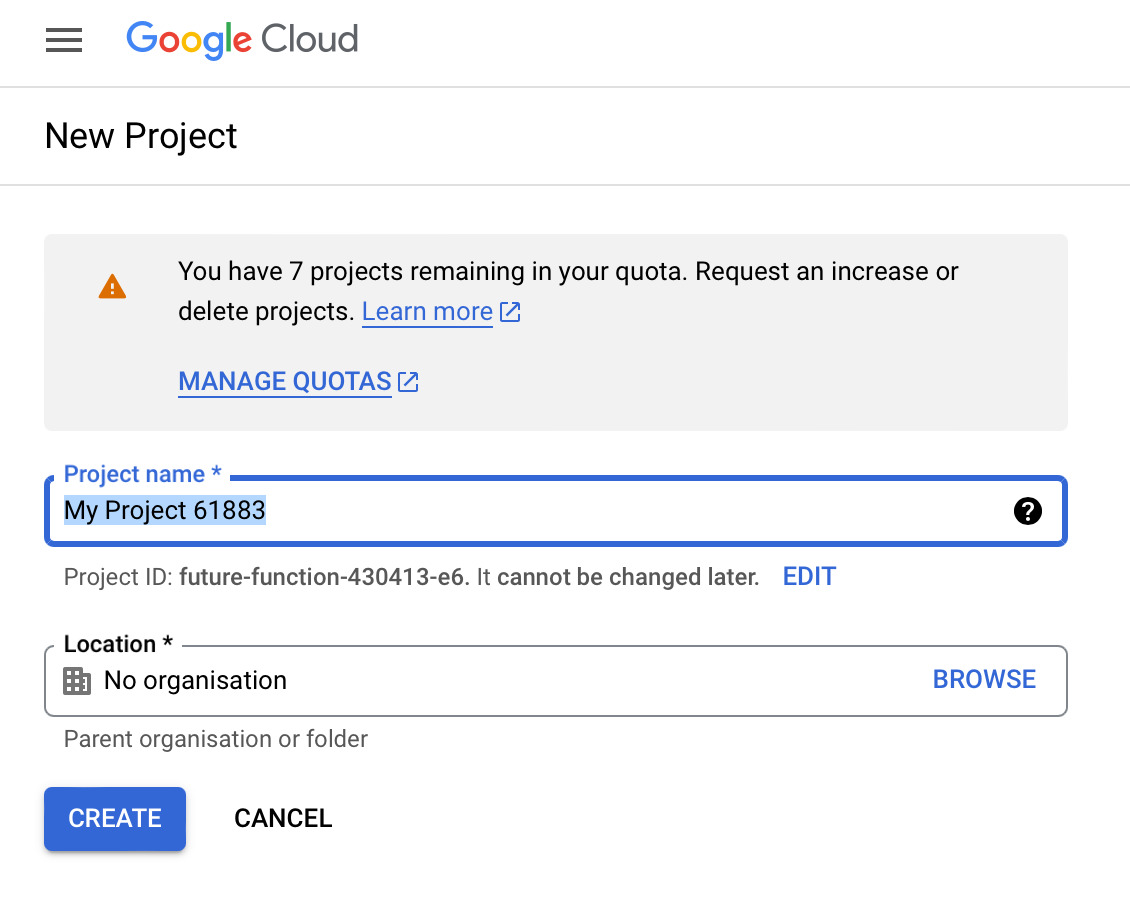 Google Cloud
New Project
You have 7 projects remaining in your quota. Request an increase or
delete projects. Learn more
MANAGE QUOTAS
Project name *
My Project 61883
Project ID: future-function-430413-e6. It cannot be changed later. EDIT
Location *
No organisation BROWSE
Parent organisation or folder
CREATE CANCEL